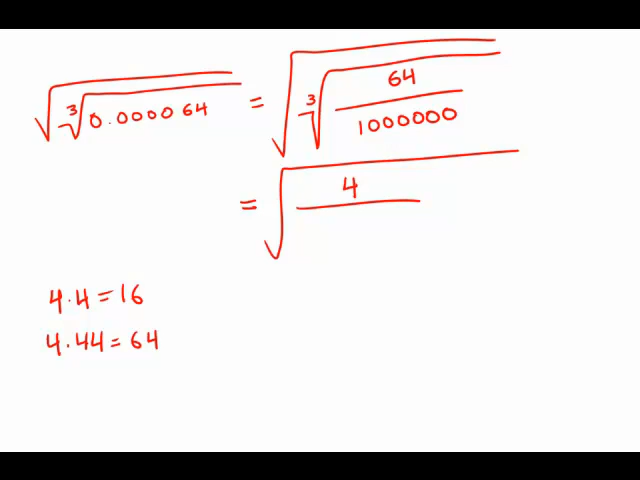 √∛0.000064 = √∛64/1000000
= √4/
4·4=16
4·44=64